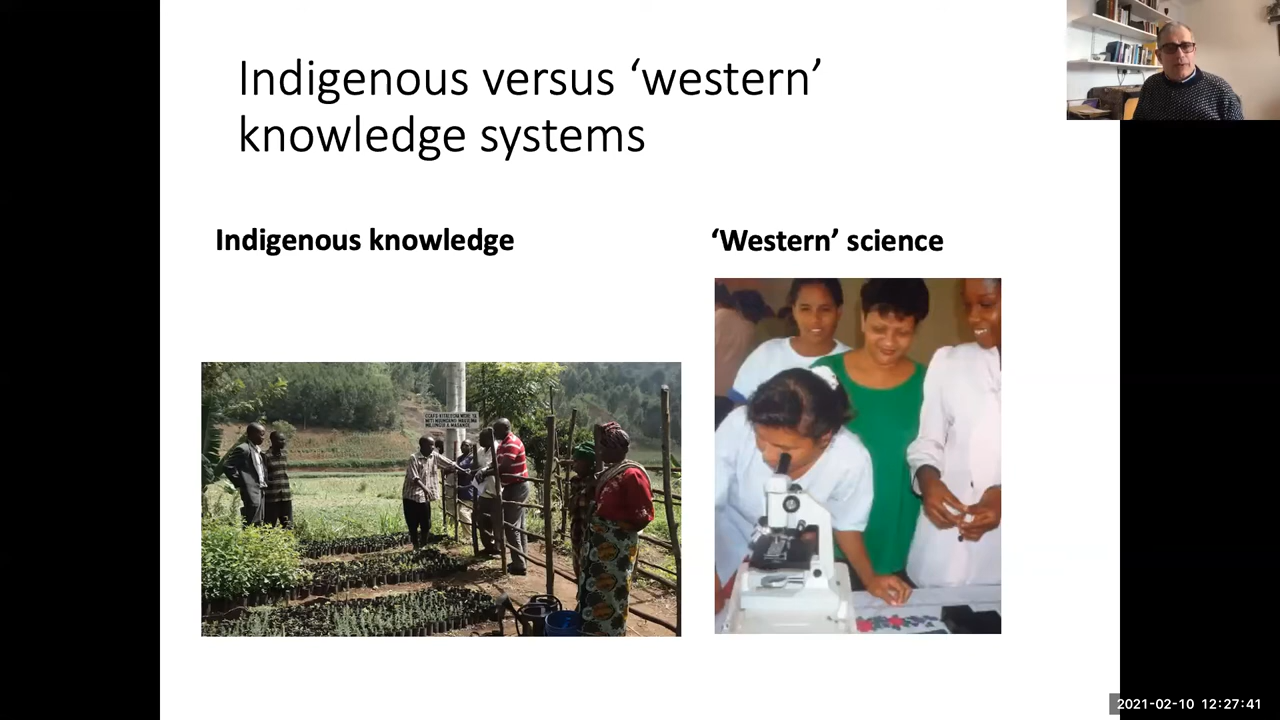 Indigenous versus ‘western’
knowledge systems
Indigenous knowledge
‘Western’ science
2021-02-10 12:27:41